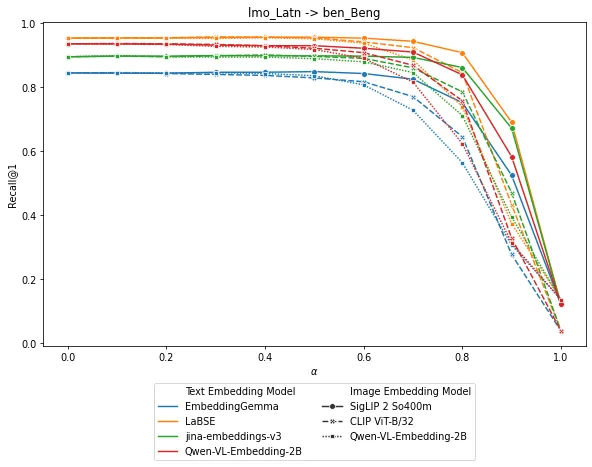 lmo_Latn -> ben_Beng
Recall@1
1.0
0.8
0.6
0.4
0.2
0.0
0.0 0.2 0.4 0.6 0.8 1.0
α
Text Embedding Model
EmbeddingGemma
LaBSE
jina-embeddings-v3
Qwen-VL-Embedding-2B
Image Embedding Model
SigLIP 2 So400m
CLIP ViT-B/32
Qwen-VL-Embedding-2B